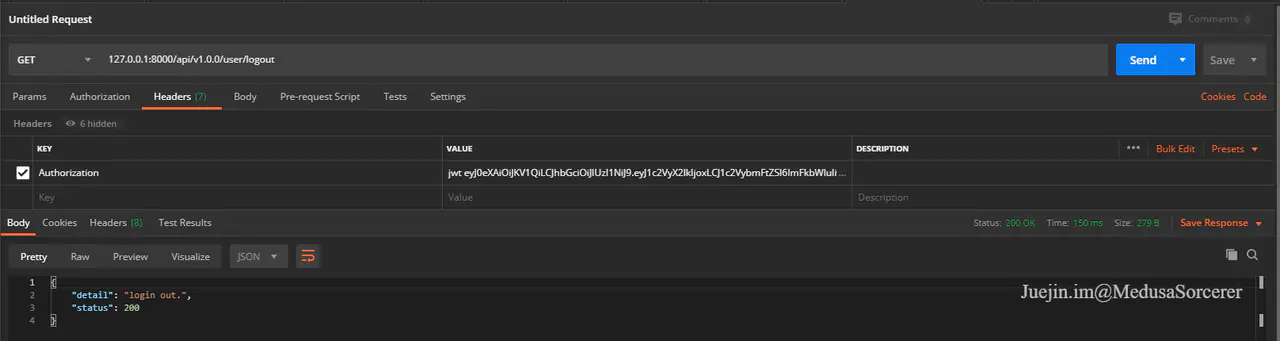 Untitled Request
Comments 0
GET 127.0.0.1:8000/api/v1.0.0/user/logout Send Save
Params Authorization Headers (7) Body Pre-request Script Tests Settings Cookies Code
Headers 6 hidden
KEY VALUE DESCRIPTION ••• Bulk Edit Presets
Authorization jwt eyJ0eXAiOiJKV1QiLCJhbGciOiJIUzI1NiJ9.eyJ1c2VyX2lkIjoxLCJ1c2VybmFtZSI6ImFkbWluIi...
Key Value Description
Body Cookies Headers (8) Test Results Status: 200 OK Time: 150 ms Size: 279 B Save Response
Pretty Raw Preview Visualize JSON
1 {
2 "detail": "login out.",
3 "status": 200
4 }
Juejin.im@MedusaSorcerer